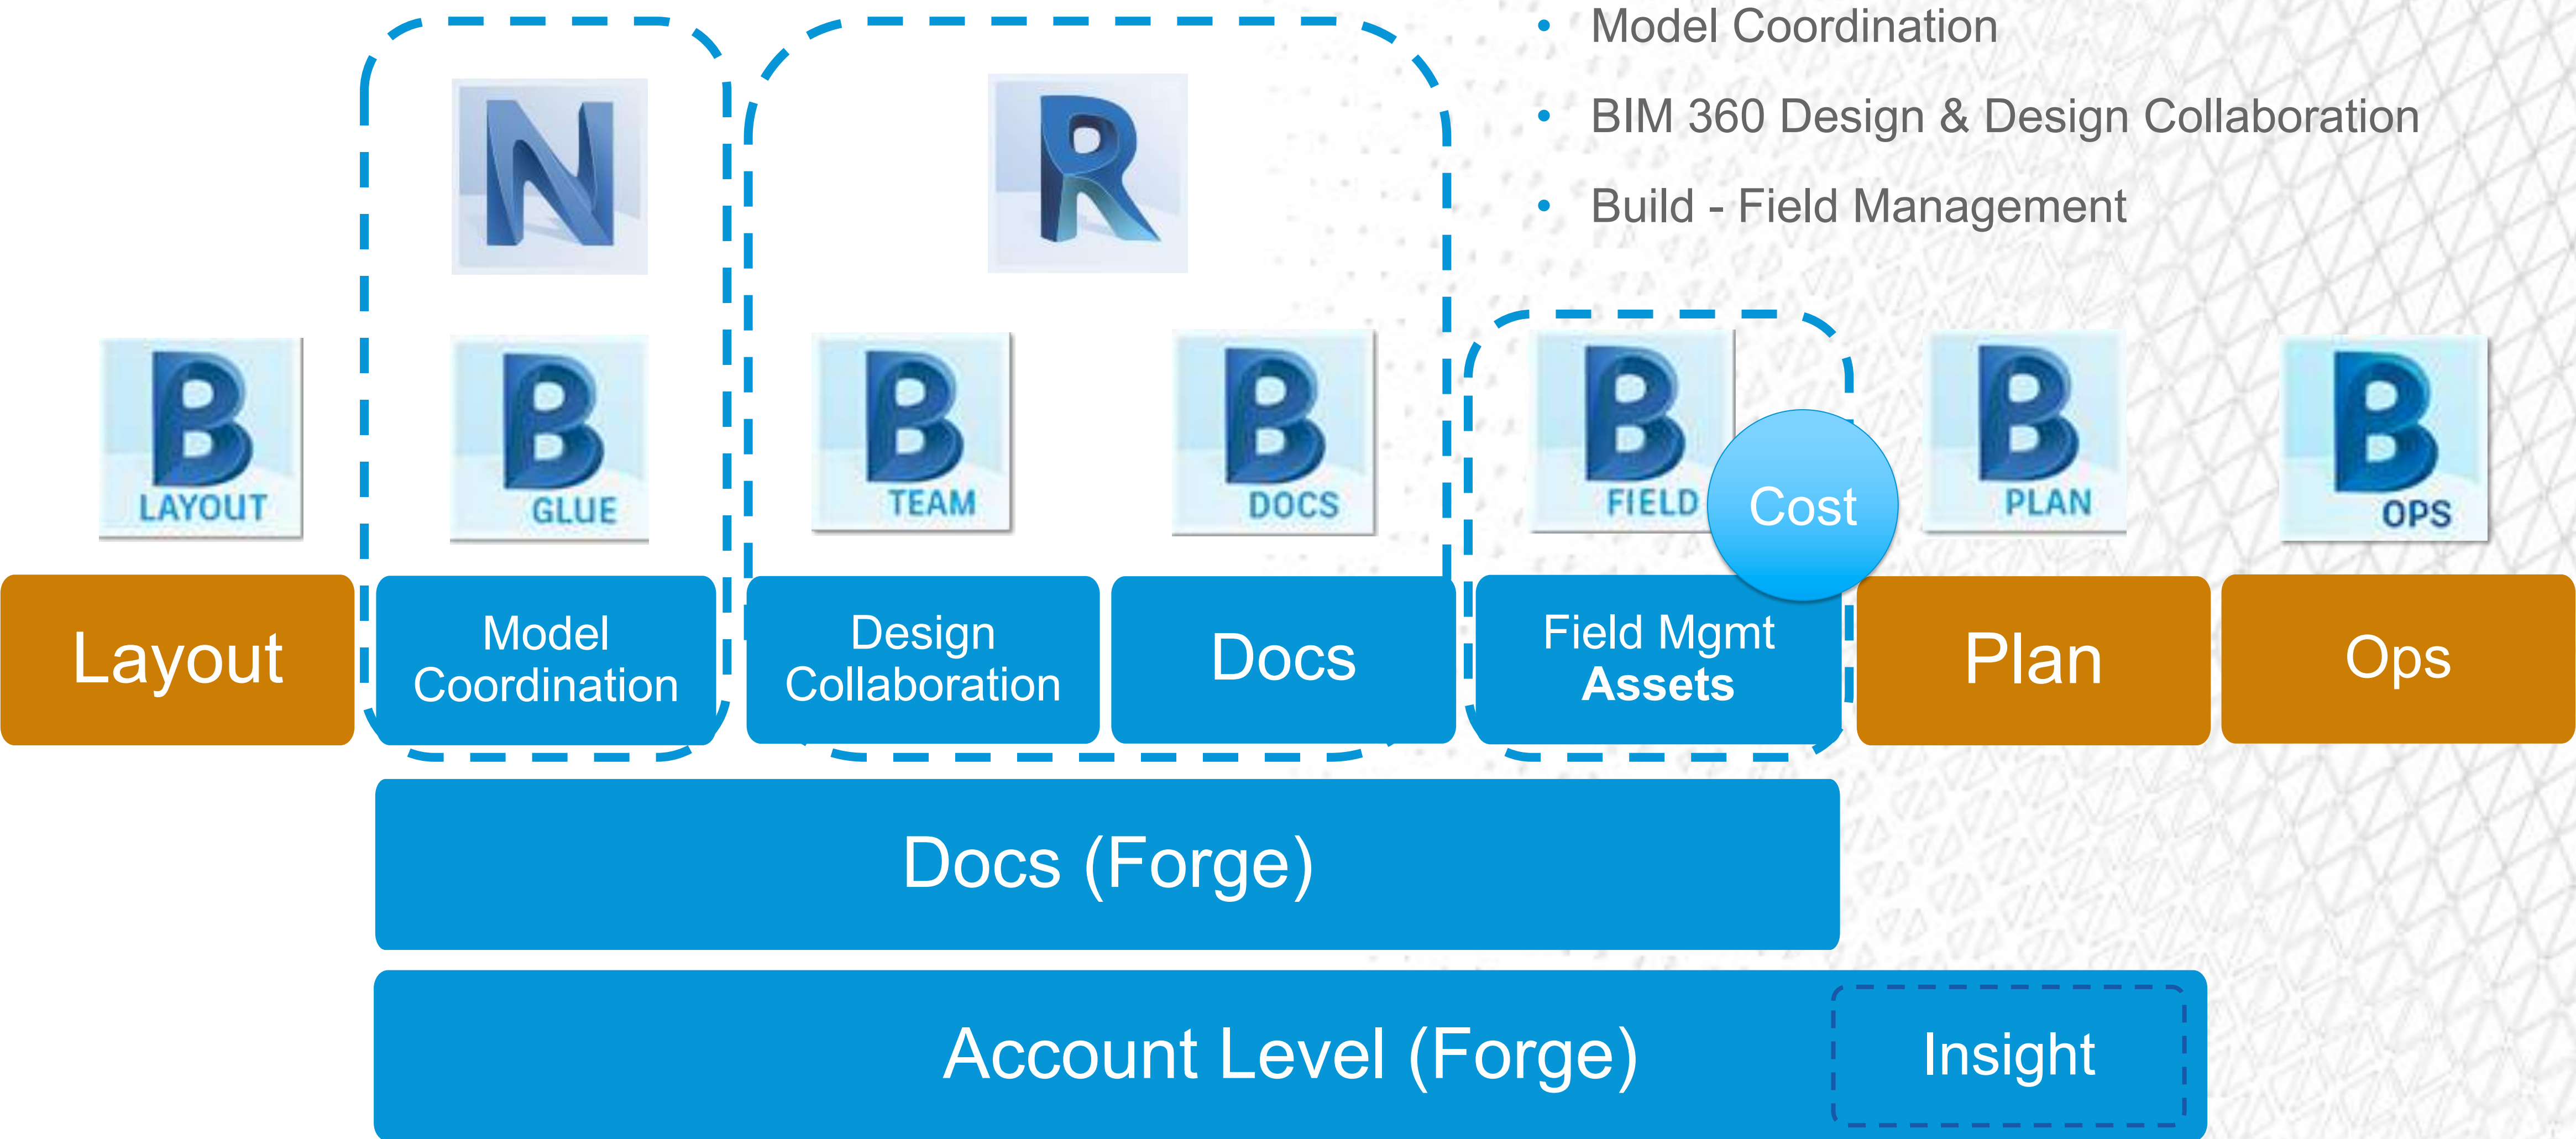 • Model Coordination
• BIM 360 Design & Design Collaboration
• Build - Field Management
N
R
B
LAYOUT
B
GLUE
B
TEAM
B
DOCS
B
FIELD
Cost
B
PLAN
B
OPS
Layout
Model
Coordination
Design
Collaboration
Docs
Field Mgmt
Assets
Plan
Ops
Docs (Forge)
Account Level (Forge)
Insight